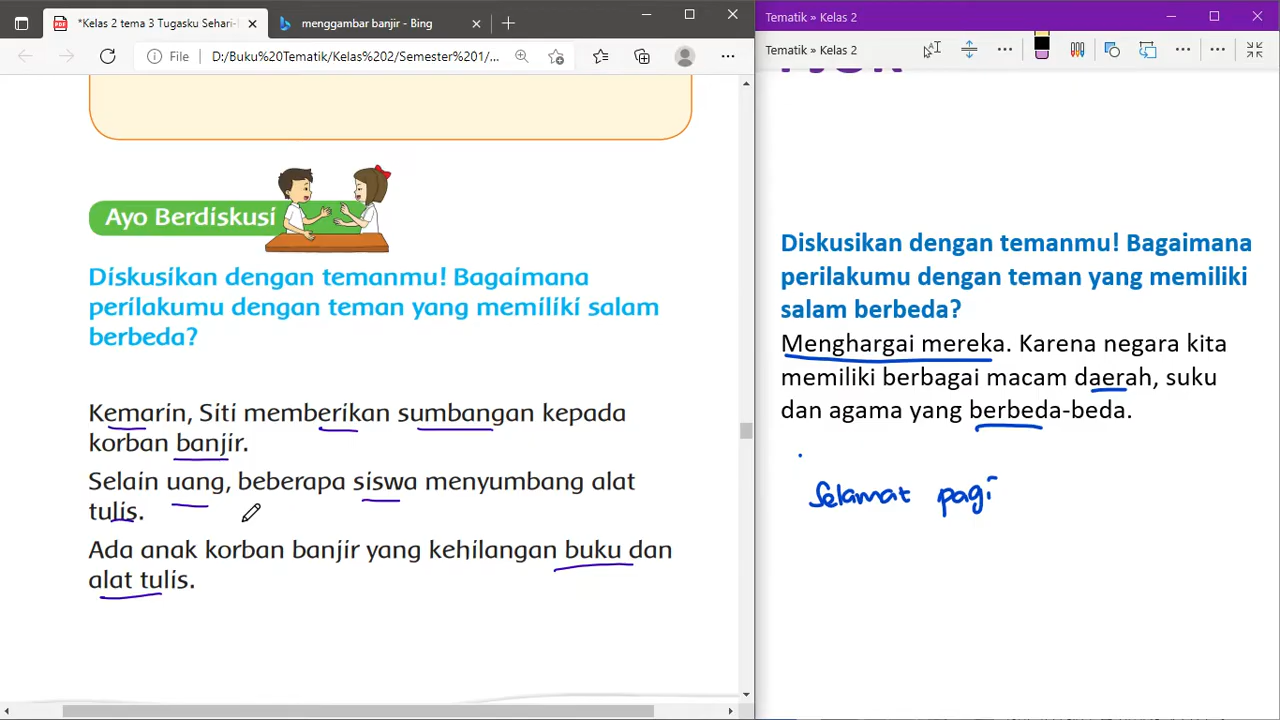 *Kelas 2 tema 3 Tugasku Sehari-
menggambar banjir - Bing
Tematik » Kelas 2
File
D:/Buku%20Tematik/Kelas%202/Semester%201/...
Tematik » Kelas 2
Ayo Berdiskusi
Diskusikan dengan temanmu! Bagaimana
perilakumu dengan teman yang memiliki salam
berbeda?
Kemarin, Siti memberikan sumbangan kepada
korban banjir.
Selain uang, beberapa siswa menyumbang alat
tulis.
Ada anak korban banjir yang kehilangan buku dan
alat tulis.
Diskusikan dengan temanmu! Bagaimana
perilakumu dengan teman yang memiliki
salam berbeda?
Menghargai mereka. Karena negara kita
memiliki berbagai macam daerah, suku
dan agama yang berbeda-beda.
Selamat pagi